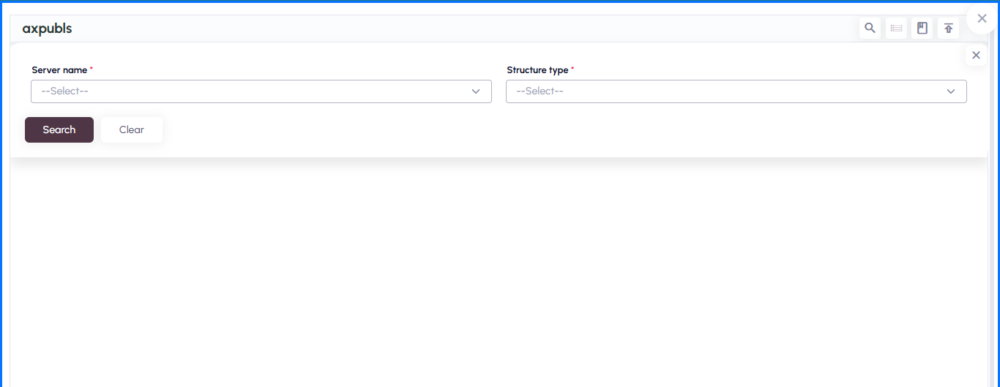 axpubls
Server name * Structure type *
--Select-- --Select--
Search Clear